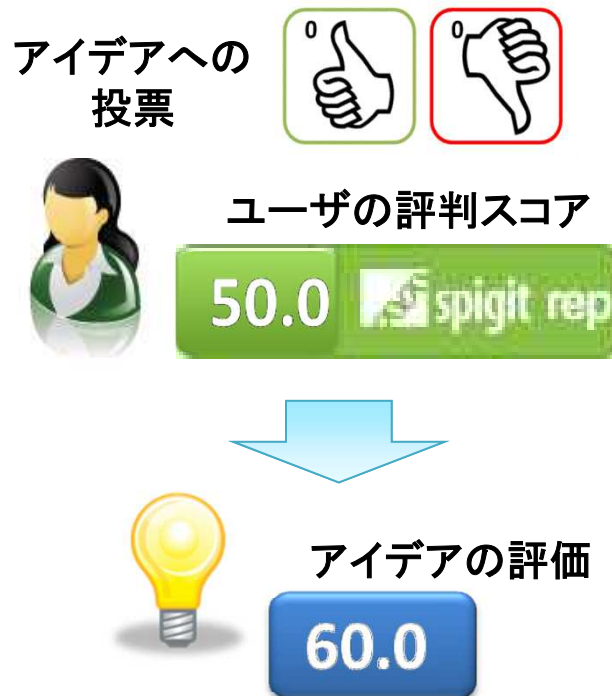 アイデアへの
投票
0
0
ユーザの評判スコア
50.0 spigit rep
アイデアの評価
60.0